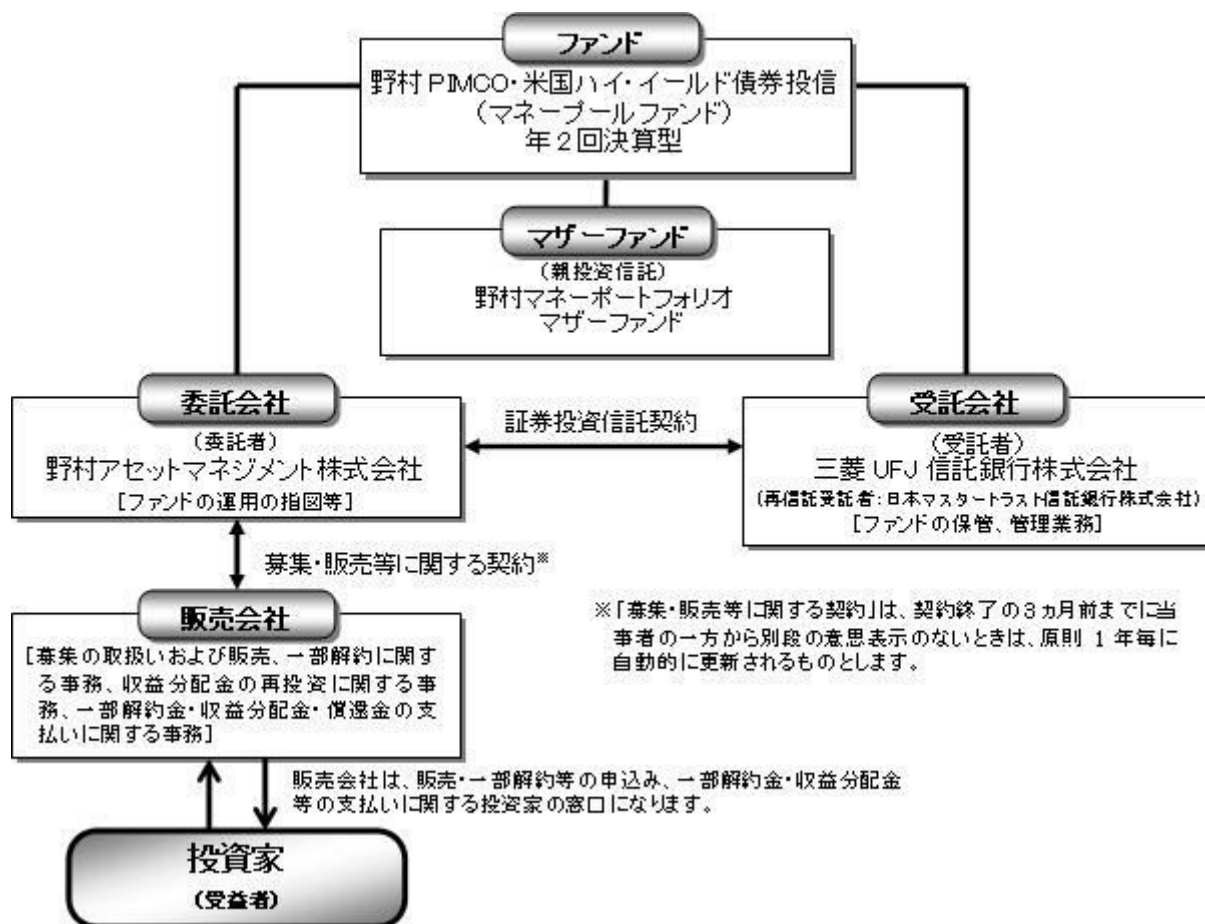 ファンド
野村PIMCO・米国ハイ・イールド債券投信
(マネープールファンド)
年2回決算型
マザーファンド
(親投資信託)
野村マネーポートフォリオ
マザーファンド
委託会社
(委託者)
野村アセットマネジメント株式会社
[ファンドの運用の指図等]
証券投資信託契約
受託会社
(受託者)
三菱UFJ信託銀行株式会社
(再信託受託者:日本マスタートラスト信託銀行株式会社)
[ファンドの保管、管理業務]
募集・販売等に関する契約※
販売会社
[募集の取扱いおよび販売、一部解約に関す
る事務、収益分配金の再投資に関する事
務、一部解約金・収益分配金・償還金の支
払いに関する事務]
※「募集・販売等に関する契約」は、契約終了の3ヵ月前までに当
事者の一方から別段の意思表示のないときは、原則1年毎に
自動的に更新されるものとします。
販売会社は、販売・一部解約等の申込み、一部解約金・収益分配金
等の支払いに関する投資家の窓口になります。
投資家
(受益者)